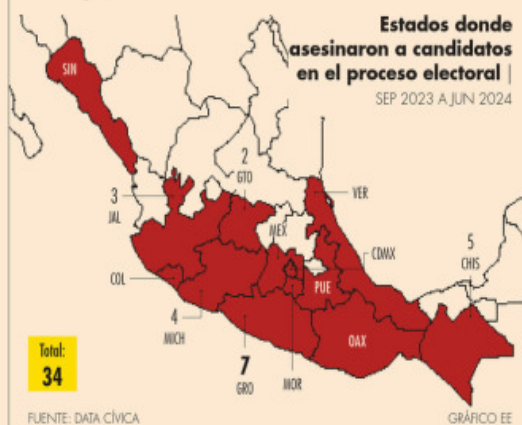 Estados donde
asesinaron a candidatos
en el proceso electoral |
SEP 2023 A JUN 2024
SIN
2
GTO
3
JAL
VER
MEX
CDMX
5
CHIS
COL
PUE
4
MICH
OAX
7
GRO
MOR
Total:
34
FUENTE: DATA CÍVICA
GRÁFICO EE